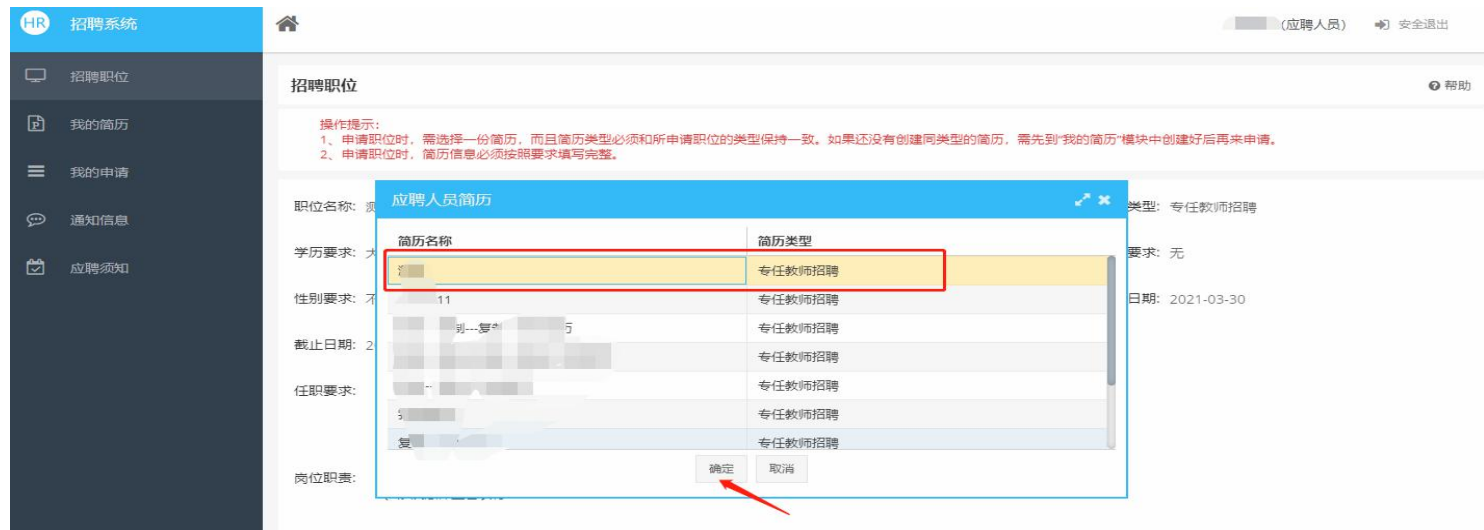 HR 招聘系统
(应聘人员) 安全退出
招聘职位
我的简历
我的申请
通知信息
应聘须知
招聘职位
帮助
操作提示:
1、申请职位时，需选择一份简历，而且简历类型必须和所申请职位的类型保持一致。如果还没有创建同类型的简历，需先到"我的简历"模块中创建好后再来申请。
2、申请职位时，简历信息必须按照要求填写完整。
职位名称:
类型: 专任教师招聘
学历要求: 大
要求: 无
性别要求: 不
日期: 2021-03-30
截止日期: 2
任职要求:
岗位职责:
应聘人员简历
简历名称 简历类型
专任教师招聘
11 专任教师招聘
制---复 历 专任教师招聘
专任教师招聘
专任教师招聘
专任教师招聘
复 专任教师招聘
确定 取消